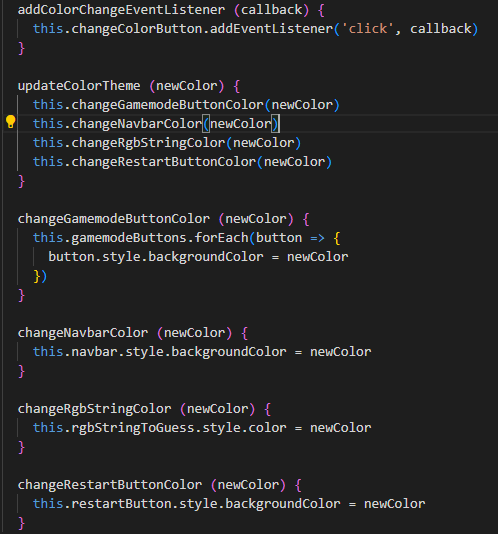 addColorChangeEventListener (callback) {
  this.changeColorButton.addEventListener('click', callback)
}

updateColorTheme (newColor) {
  this.changeGamemodeButtonColor(newColor)
  this.changeNavbarColor(newColor)
  this.changeRgbStringColor(newColor)
  this.changeRestartButtonColor(newColor)
}

changeGamemodeButtonColor (newColor) {
  this.gamemodeButtons.forEach(button => {
    button.style.backgroundColor = newColor
  })
}

changeNavbarColor (newColor) {
  this.navbar.style.backgroundColor = newColor
}

changeRgbStringColor (newColor) {
  this.rgbStringToGuess.style.color = newColor
}

changeRestartButtonColor (newColor) {
  this.restartButton.style.backgroundColor = newColor
}